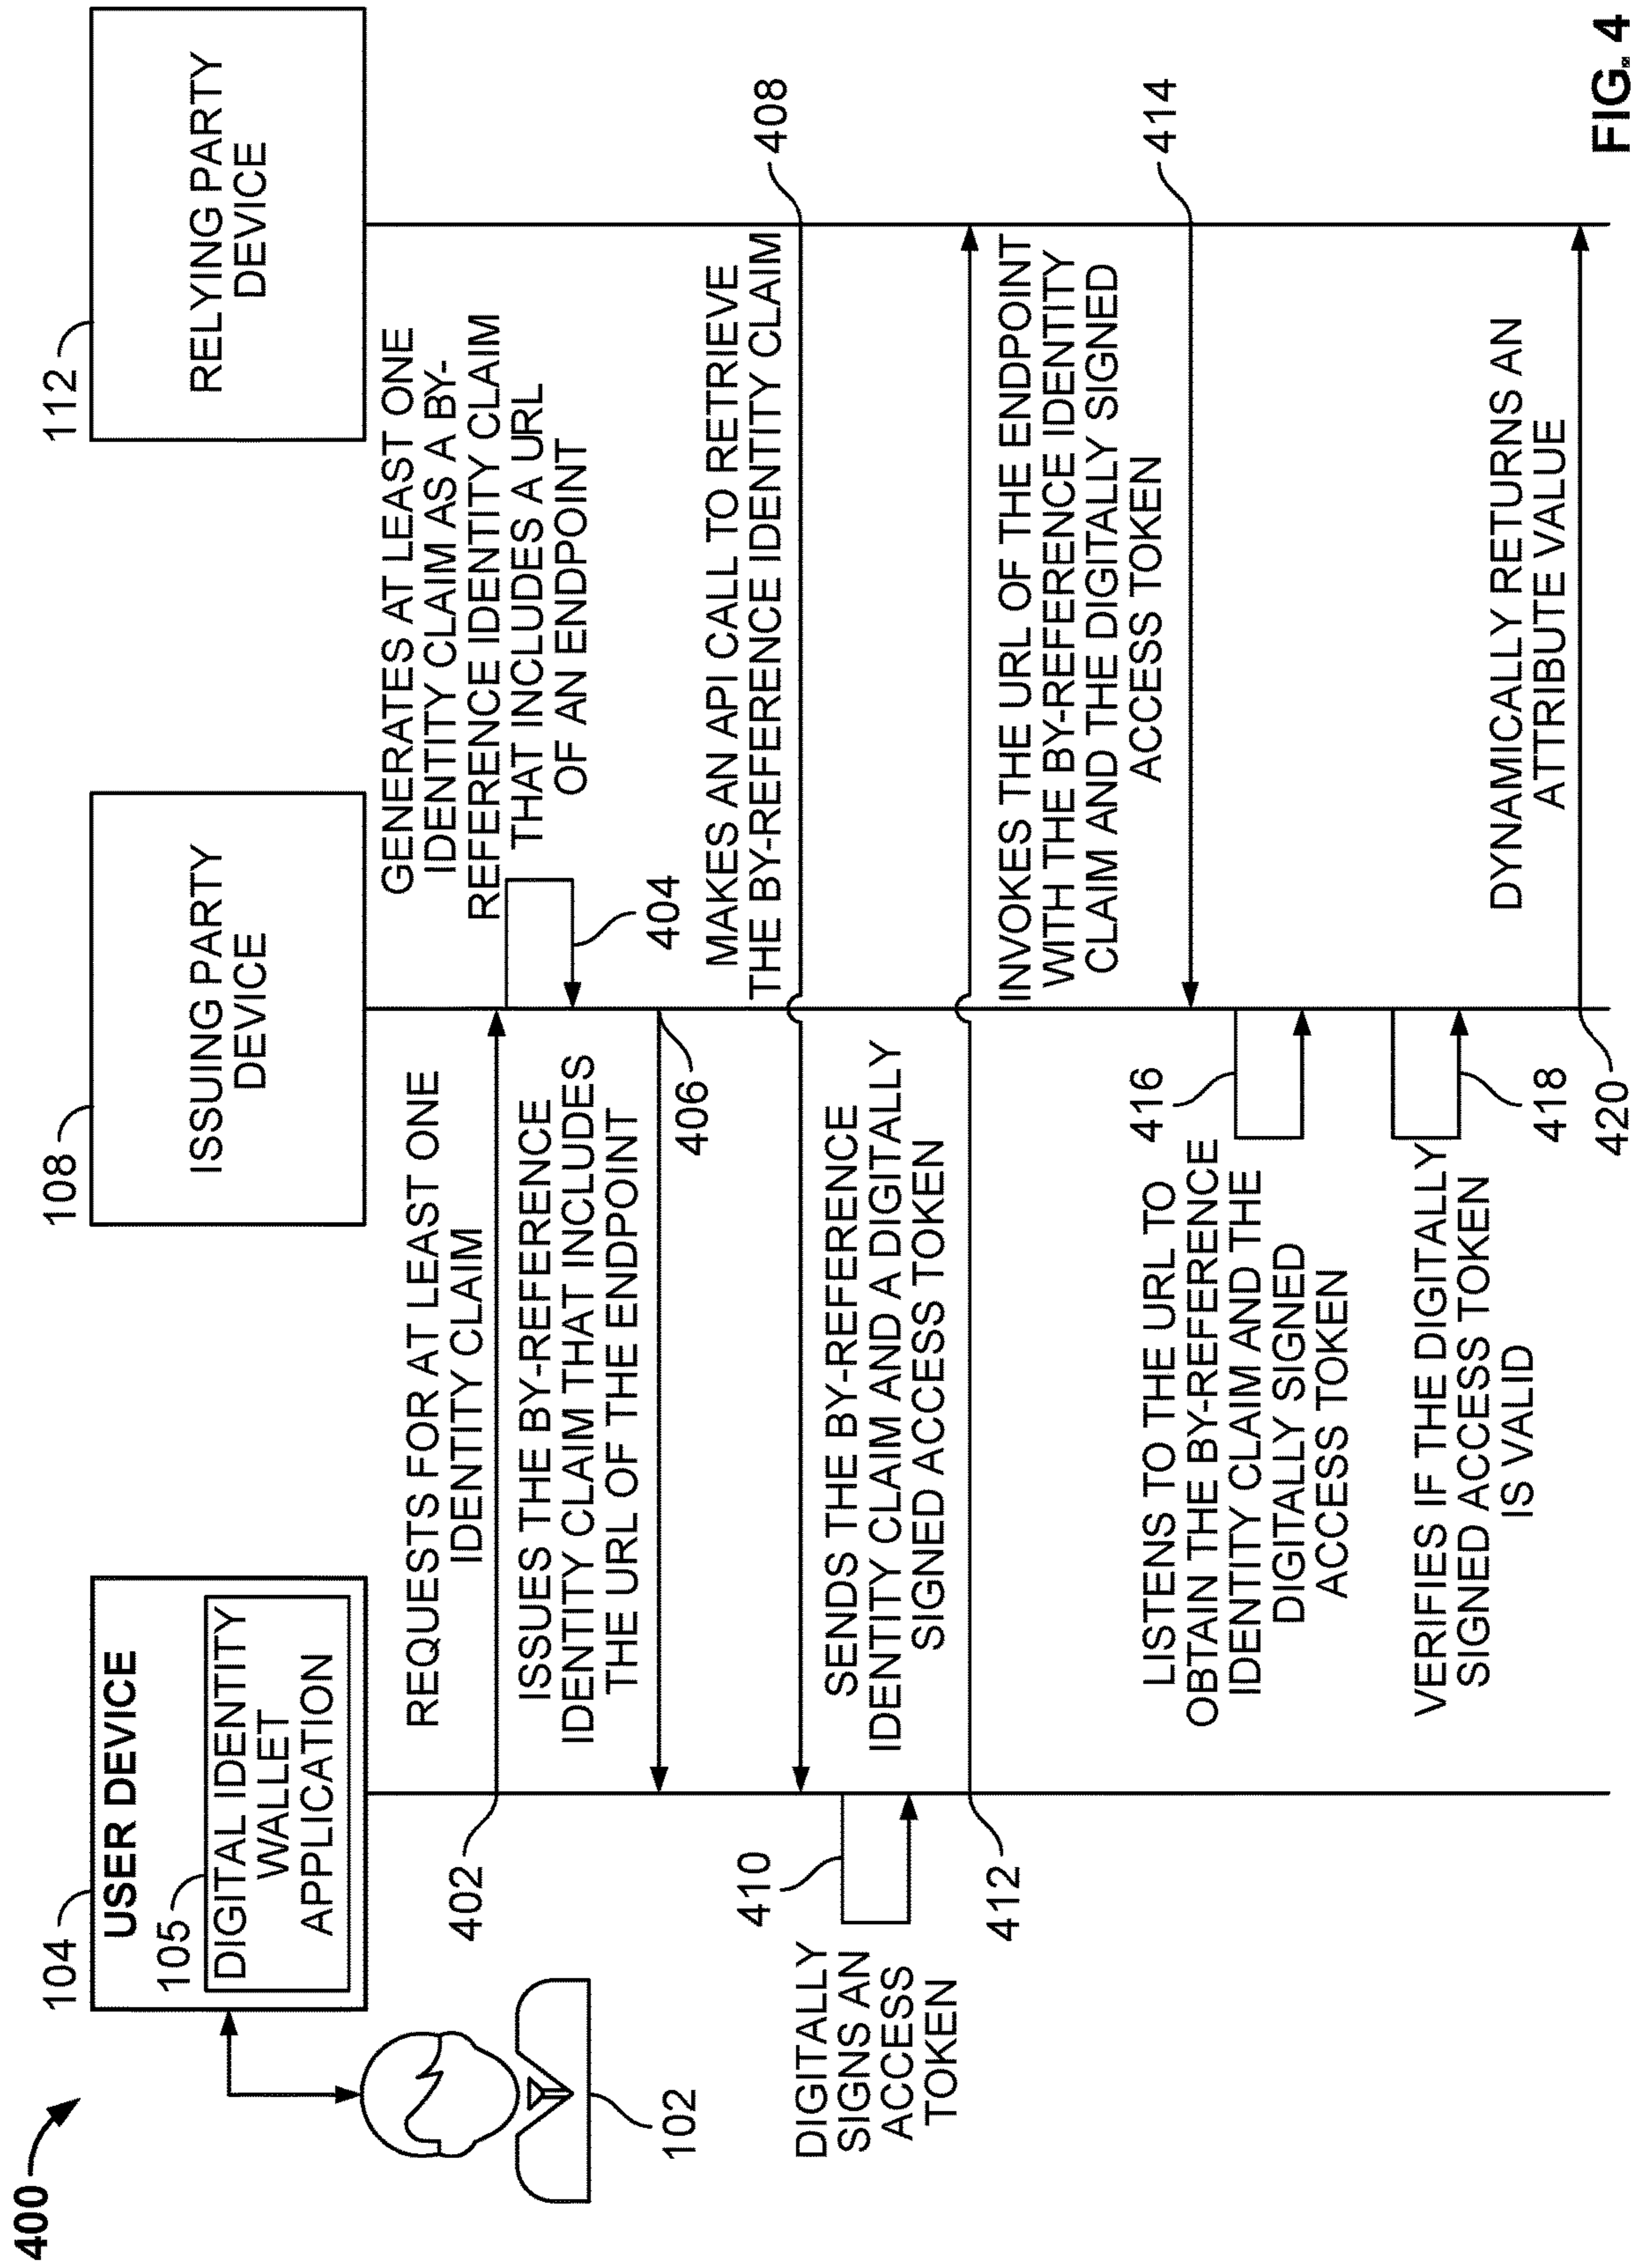 400
104
USER DEVICE
105
DIGITAL IDENTITY
WALLET
APPLICATION
102
108
ISSUING PARTY
DEVICE
112
RELYING PARTY
DEVICE
402
REQUESTS FOR AT LEAST ONE
IDENTITY CLAIM
GENERATES AT LEAST ONE
IDENTITY CLAIM AS A BY-
REFERENCE IDENTITY CLAIM
THAT INCLUDES A URL
OF AN ENDPOINT
404
ISSUES THE BY-REFERENCE
IDENTITY CLAIM THAT INCLUDES
THE URL OF THE ENDPOINT
406
MAKES AN API CALL TO RETRIEVE
THE BY-REFERENCE IDENTITY CLAIM
408
410
DIGITALLY
SIGNS AN
ACCESS
TOKEN
SENDS THE BY-REFERENCE
IDENTITY CLAIM AND A DIGITALLY
SIGNED ACCESS TOKEN
412
INVOKES THE URL OF THE ENDPOINT
WITH THE BY-REFERENCE IDENTITY
CLAIM AND THE DIGITALLY SIGNED
ACCESS TOKEN
414
LISTENS TO THE URL TO
OBTAIN THE BY-REFERENCE
IDENTITY CLAIM AND THE
DIGITALLY SIGNED
ACCESS TOKEN
416
VERIFIES IF THE DIGITALLY
SIGNED ACCESS TOKEN
IS VALID
418
DYNAMICALLY RETURNS AN
ATTRIBUTE VALUE
420
FIG. 4